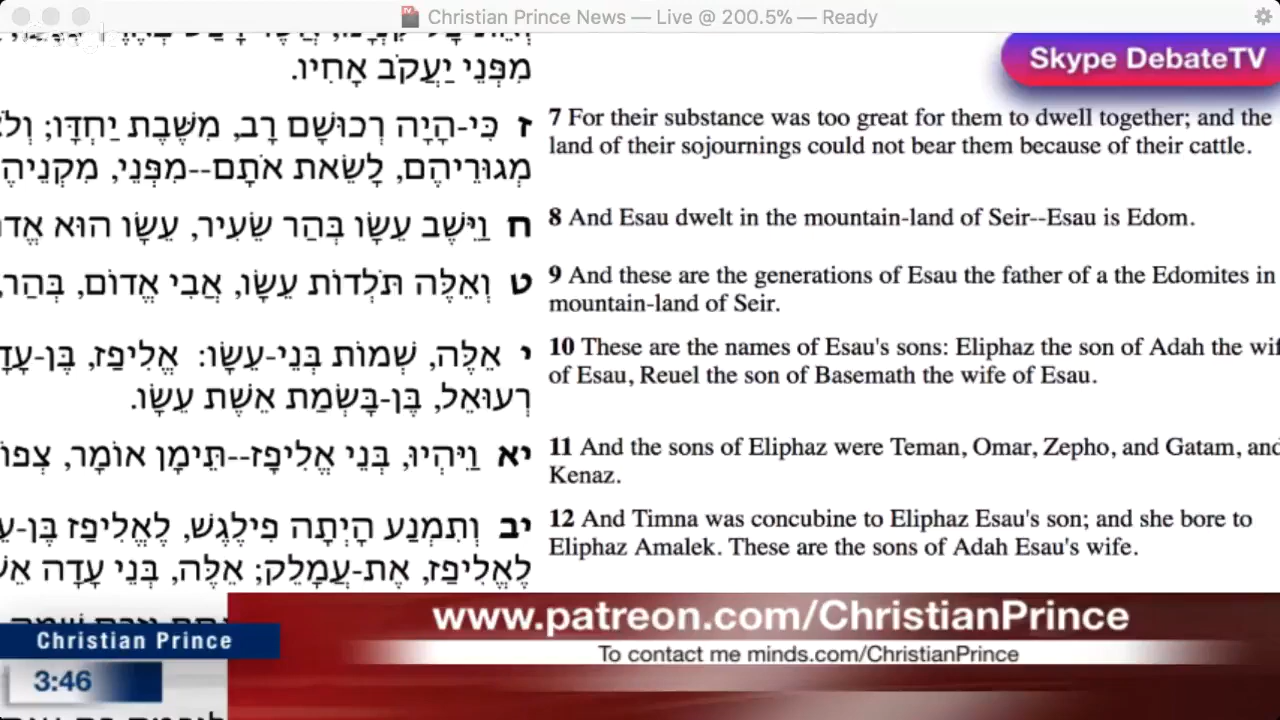 Christian Prince News — Live @ 200.5% — Ready
Skype DebateTV
מִפְּנֵי יַעֲקֹב אָחִיו.
ז כִּי-הָיָה רְכוּשָׁם רָב, מִשֶּׁבֶת יַחְדָּו;
מְגוּרֵיהֶם, לָשֵׂאת אֹתָם--מִפְּנֵי, מִקְנֵיהֶ
7 For their substance was too great for them to dwell together; and the
land of their sojournings could not bear them because of their cattle.
ח וַיֵּשֶׁב עֵשָׂו בְּהַר שֵׂעִיר, עֵשָׂו הוּא אֱדוֹ
8 And Esau dwelt in the mountain-land of Seir--Esau is Edom.
ט וְאֵלֶּה תֹּלְדוֹת עֵשָׂו, אֲבִי אֱדוֹם, בְּהַר,
9 And these are the generations of Esau the father of a the Edomites in
mountain-land of Seir.
י אֵלֶּה, שְׁמוֹת בְּנֵי-עֵשָׂו: אֱלִיפַז, בֶּן-עָדָ
רְעוּאֵל, בֶּן-בָּשְׂמַת אֵשֶׁת עֵשָׂו.
10 These are the names of Esau's sons: Eliphaz the son of Adah the wif
of Esau, Reuel the son of Basemath the wife of Esau.
יא וַיִּהְיוּ, בְּנֵי אֱלִיפָז--תֵּימָן אוֹמָר, צְפוֹ
11 And the sons of Eliphaz were Teman, Omar, Zepho, and Gatam, and
Kenaz.
יב וְתִמְנַע הָיְתָה פִילֶגֶשׁ, לֶאֱלִיפַז בֶּן-עֵ
לֶאֱלִיפַז, אֶת-עֲמָלֵק; אֵלֶּה, בְּנֵי עָדָה אֵשֶׁ
12 And Timna was concubine to Eliphaz Esau's son; and she bore to
Eliphaz Amalek. These are the sons of Adah Esau's wife.
www.patreon.com/ChristianPrince
Christian Prince
To contact me minds.com/ChristianPrince
3:46